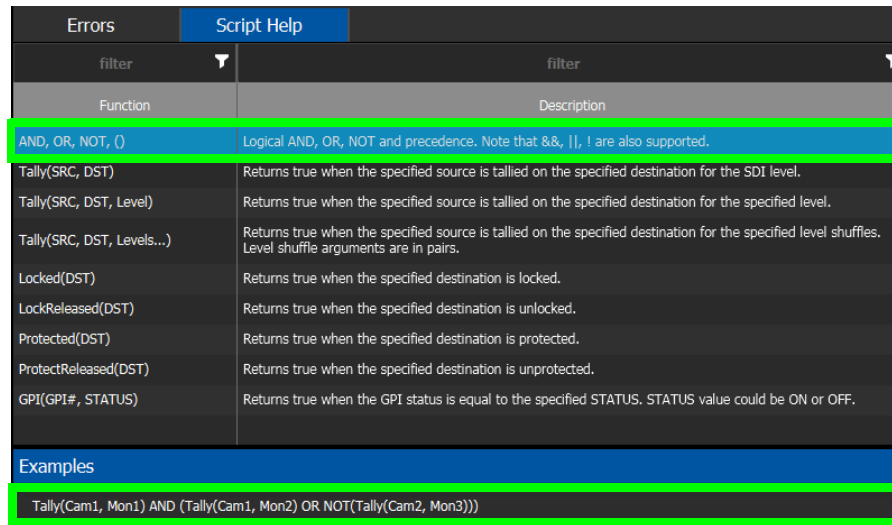 Errors Script Help
filter filter
Function Description
AND, OR, NOT, () Logical AND, OR, NOT and precedence. Note that &&, ||, ! are also supported.
Tally(SRC, DST) Returns true when the specified source is tallied on the specified destination for the SDI level.
Tally(SRC, DST, Level) Returns true when the specified source is tallied on the specified destination for the specified level.
Tally(SRC, DST, Levels...) Returns true when the specified source is tallied on the specified destination for the specified level shuffles.
Level shuffle arguments are in pairs.
Locked(DST) Returns true when the specified destination is locked.
LockReleased(DST) Returns true when the specified destination is unlocked.
Protected(DST) Returns true when the specified destination is protected.
ProtectReleased(DST) Returns true when the specified destination is unprotected.
GPI(GPI#, STATUS) Returns true when the GPI status is equal to the specified STATUS. STATUS value could be ON or OFF.
Examples
Tally(Cam1, Mon1) AND (Tally(Cam1, Mon2) OR NOT(Tally(Cam2, Mon3)))